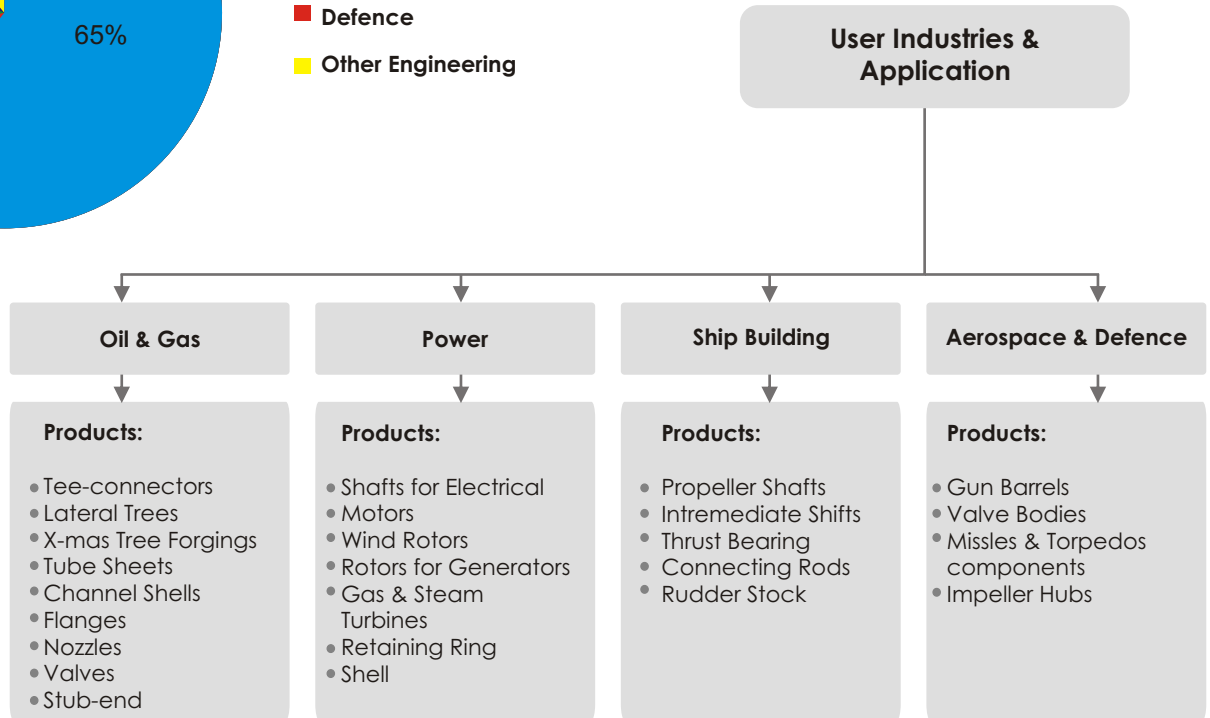 65%
Defence
Other Engineering
User Industries &
Application
Oil & Gas
Power
Ship Building
Aerospace & Defence
Products:
Tee-connectors
Lateral Trees
X-mas Tree Forgings
Tube Sheets
Channel Shells
Flanges
Nozzles
Valves
Stub-end
Products:
Shafts for Electrical
Motors
Wind Rotors
Rotors for Generators
Gas & Steam
Turbines
Retaining Ring
Shell
Products:
Propeller Shafts
Intremediate Shifts
Thrust Bearing
Connecting Rods
Rudder Stock
Products:
Gun Barrels
Valve Bodies
Missles & Torpedos
components
Impeller Hubs